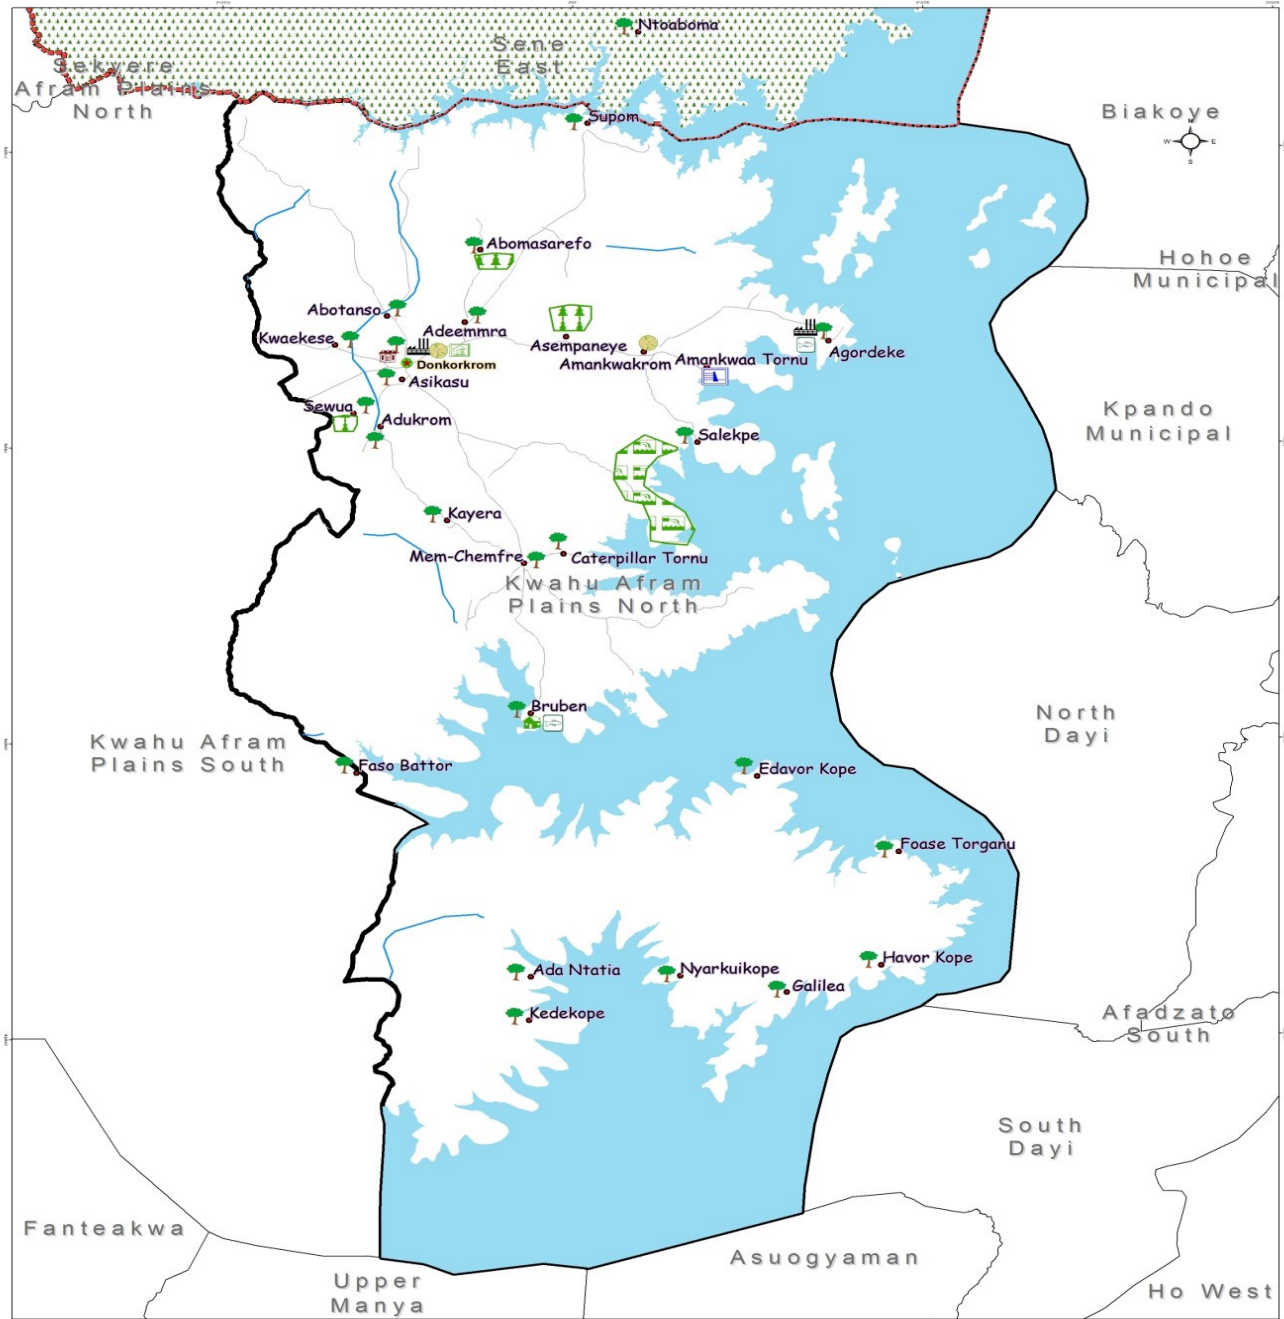 Ntoaboma
Sene
East
Sekyere
Afram Plains
North
Biakoye
N
W
E
S
Supom
Abomasarefo
Hohoe
Municipal
Abotanso
Kwaekese
Adeemmra
Asempaneye
Amankwakrom
Amankwaa Tornu
Agordeke
Donkorkrom
Asikasu
Sewua
Adukrom
Salekpe
Kpando
Municipal
Kayera
Mem-Chemfre
Caterpillar Tornu
Kwahu Afram
Plains North
Bruben
North
Dayi
Kwahu Afram
Plains South
Faso Battor
Edavor Kope
Foase Torganu
Ada Ntatia
Nyarkuikope
Havor Kope
Galilea
Kedekope
Afadzato
South
South
Dayi
Fanteakwa
Asuogyaman
Upper
Manya
Ho West